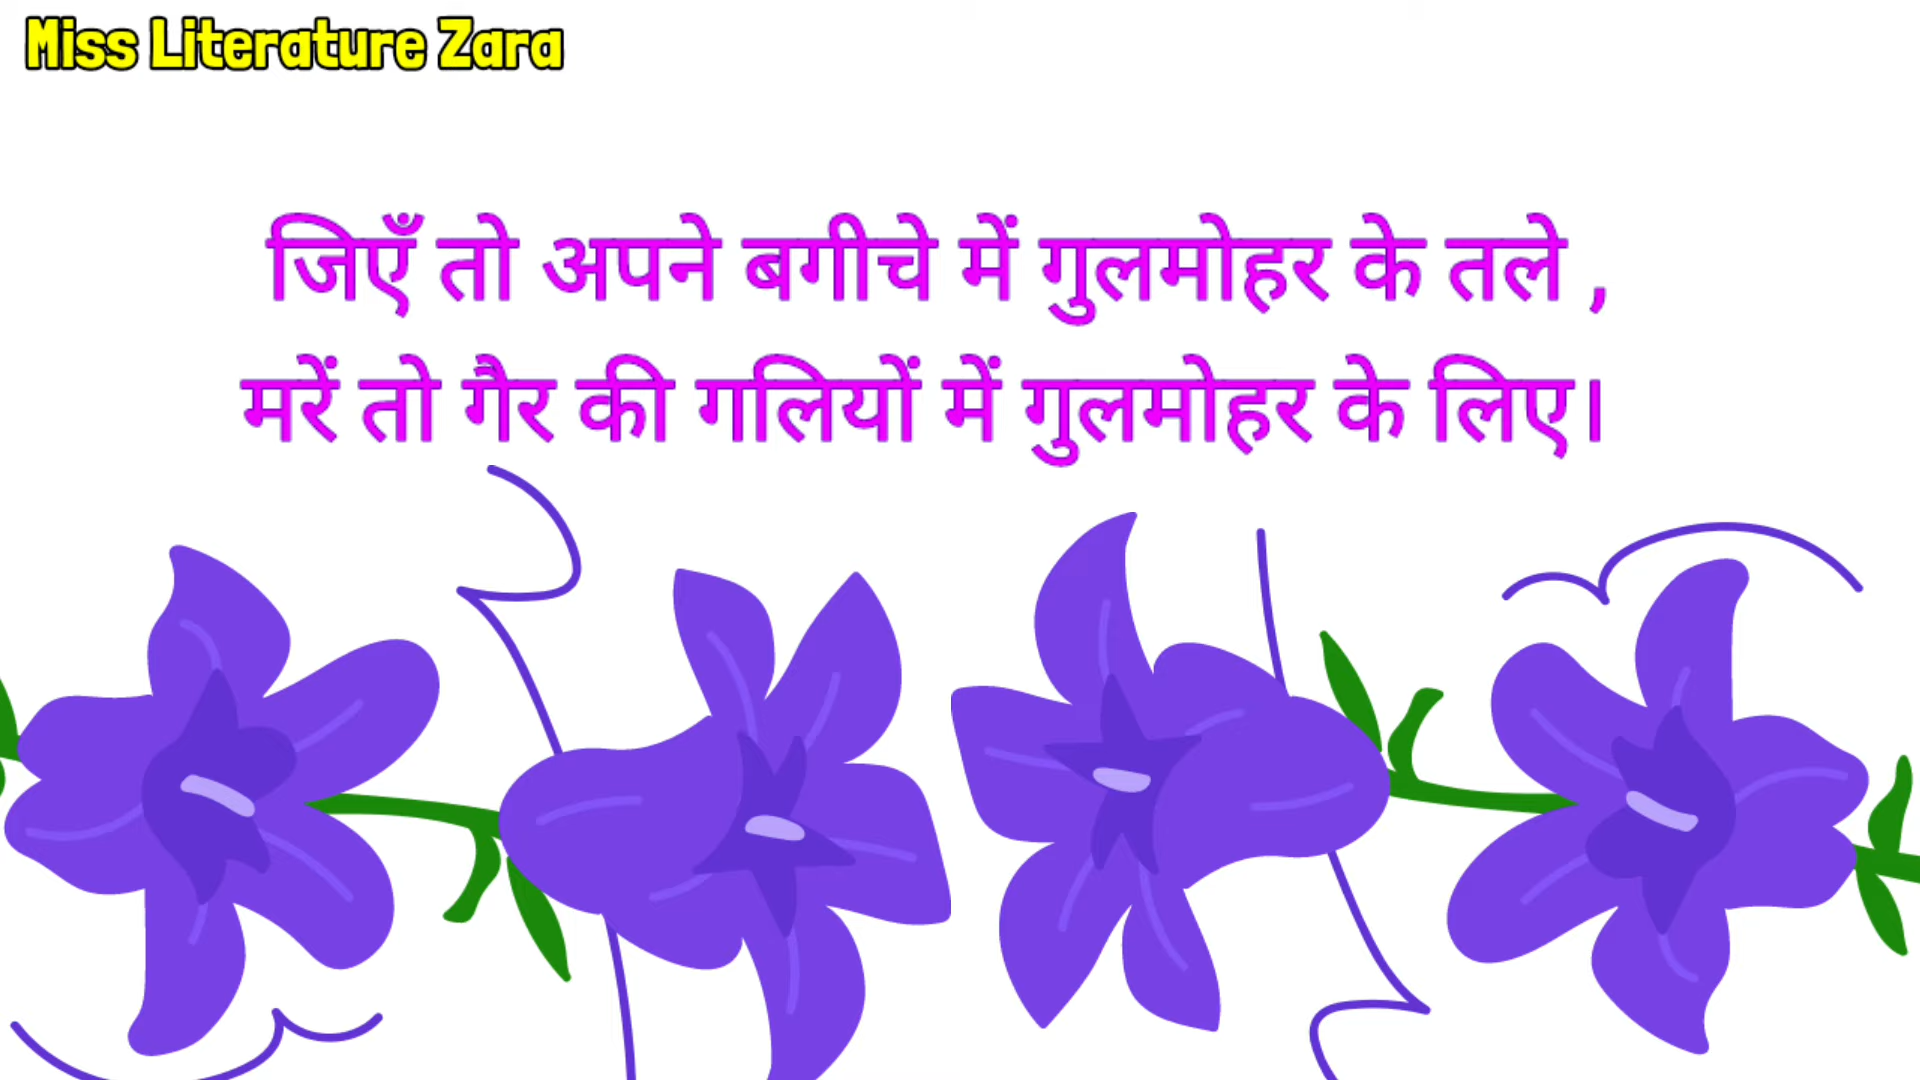 Miss Literature Zara
जिएँ तो अपने बगीचे में गुलमोहर के तले ,
मरें तो गैर की गलियों में गुलमोहर के लिए।